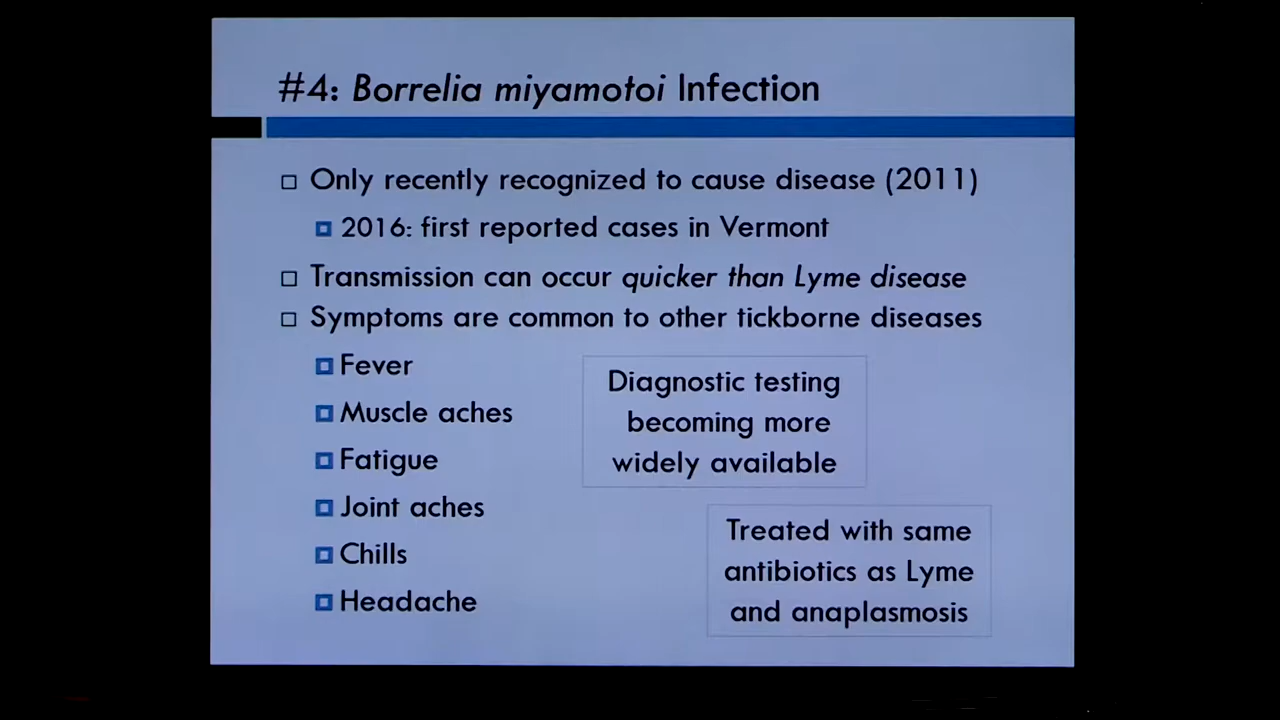 #4: Borrelia miyamotoi Infection
Only recently recognized to cause disease (2011)
2016: first reported cases in Vermont
Transmission can occur quicker than Lyme disease
Symptoms are common to other tickborne diseases
Fever
Muscle aches
Fatigue
Joint aches
Chills
Headache
Diagnostic testing
becoming more
widely available
Treated with same
antibiotics as Lyme
and anaplasmosis